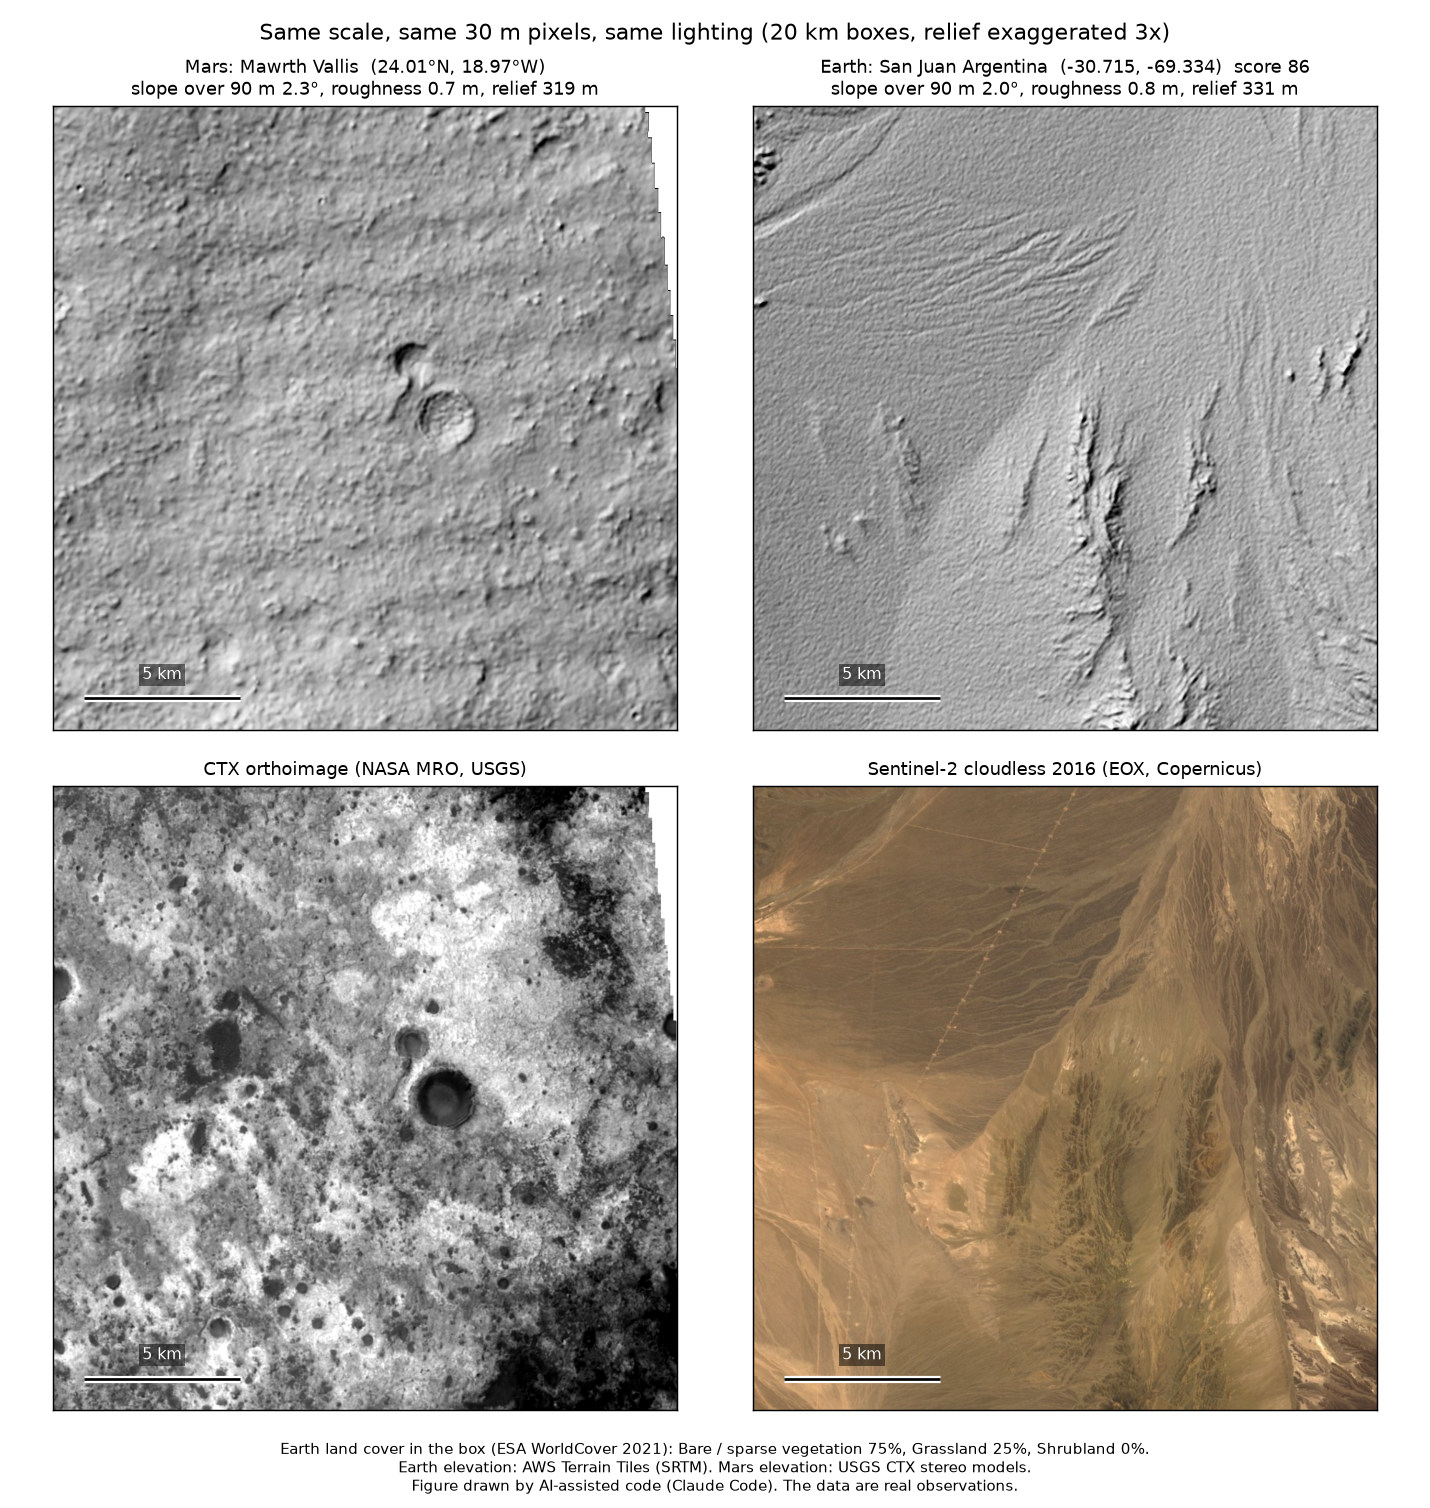 Same scale, same 30 m pixels, same lighting (20 km boxes, relief exaggerated 3x)
Mars: Mawrth Vallis  (24.01°N, 18.97°W)
slope over 90 m 2.3°, roughness 0.7 m, relief 319 m
Earth: San Juan Argentina  (-30.715, -69.334)  score 86
slope over 90 m 2.0°, roughness 0.8 m, relief 331 m
5 km
5 km
CTX orthoimage (NASA MRO, USGS)
Sentinel-2 cloudless 2016 (EOX, Copernicus)
5 km
5 km
Earth land cover in the box (ESA WorldCover 2021): Bare / sparse vegetation 75%, Grassland 25%, Shrubland 0%.
Earth elevation: AWS Terrain Tiles (SRTM). Mars elevation: USGS CTX stereo models.
Figure drawn by AI-assisted code (Claude Code). The data are real observations.